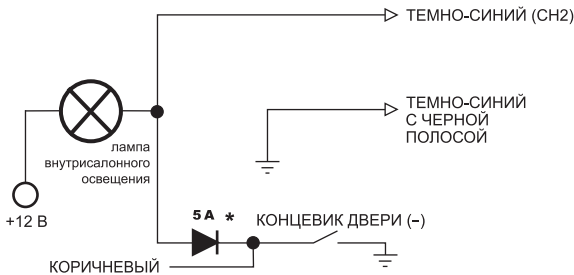 ТЕМНО-СИНИЙ (CH2)
ТЕМНО-СИНИЙ
С ЧЕРНОЙ
ПОЛОСОЙ
лампа
внутрисалонного
освещения
+12 В
5 А *
КОНЦЕВИК ДВЕРИ (–)
КОРИЧНЕВЫЙ